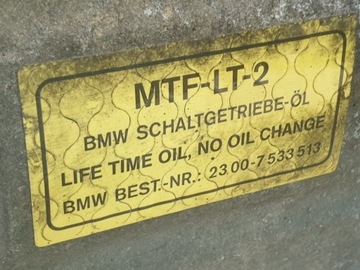 MTF-LT-2
BMW SCHALTGETRIEBE-ÖL
LIFE TIME OIL, NO OIL CHANGE
BMW BEST.-NR.: 23 00-7 533 513